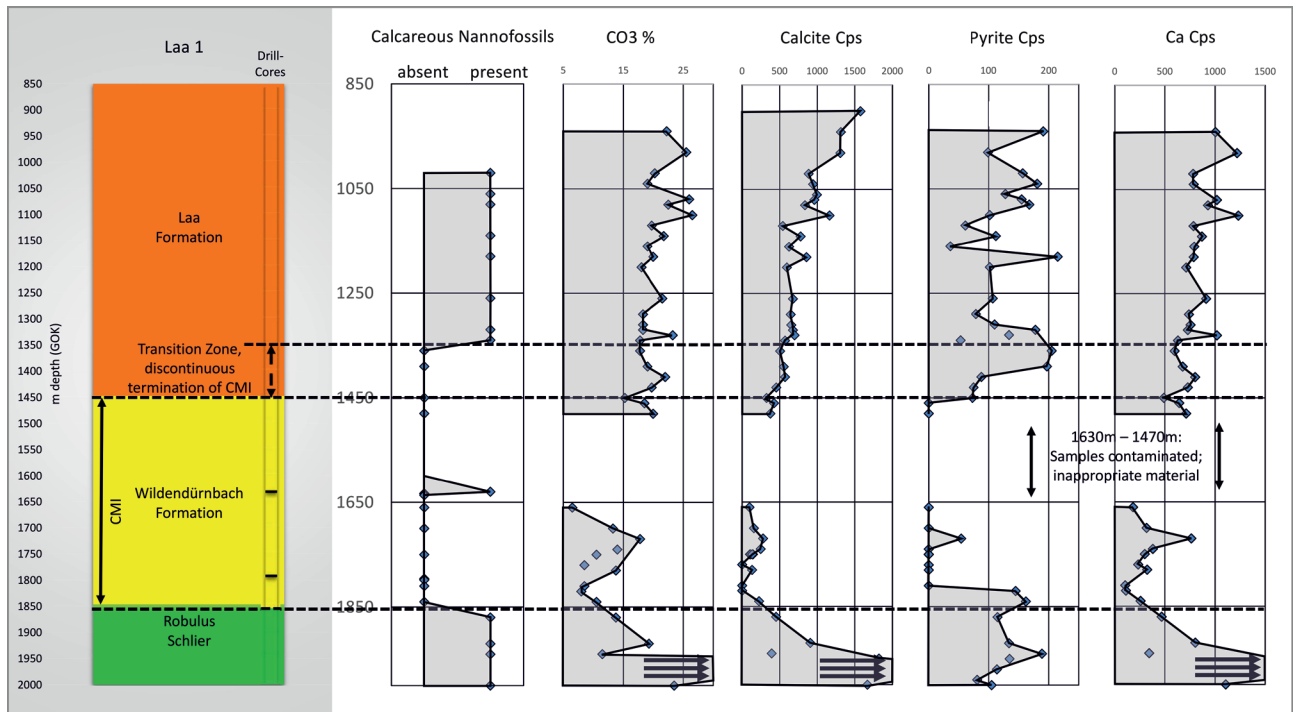 Laa 1
Drill-
Cores
Calcareous Nannofossils
absent present
CO3 %
5 15 25
Calcite Cps
0 500 1000 1500 2000
Pyrite Cps
0 100 200
Ca Cps
0 500 1000 1500
m depth (GOK)
850
900
950
1000
1050
1100
1150
1200
1250
1300
1350
1400
1450
1500
1550
1600
1650
1700
1750
1800
1850
1900
1950
2000
Laa
Formation
Transition Zone,
discontinuous
termination of CMI
CMI
Wildendürnbach
Formation
Robulus
Schlier
850
1050
1250
1450
1650
1850
1630m – 1470m:
Samples contaminated;
inappropriate material